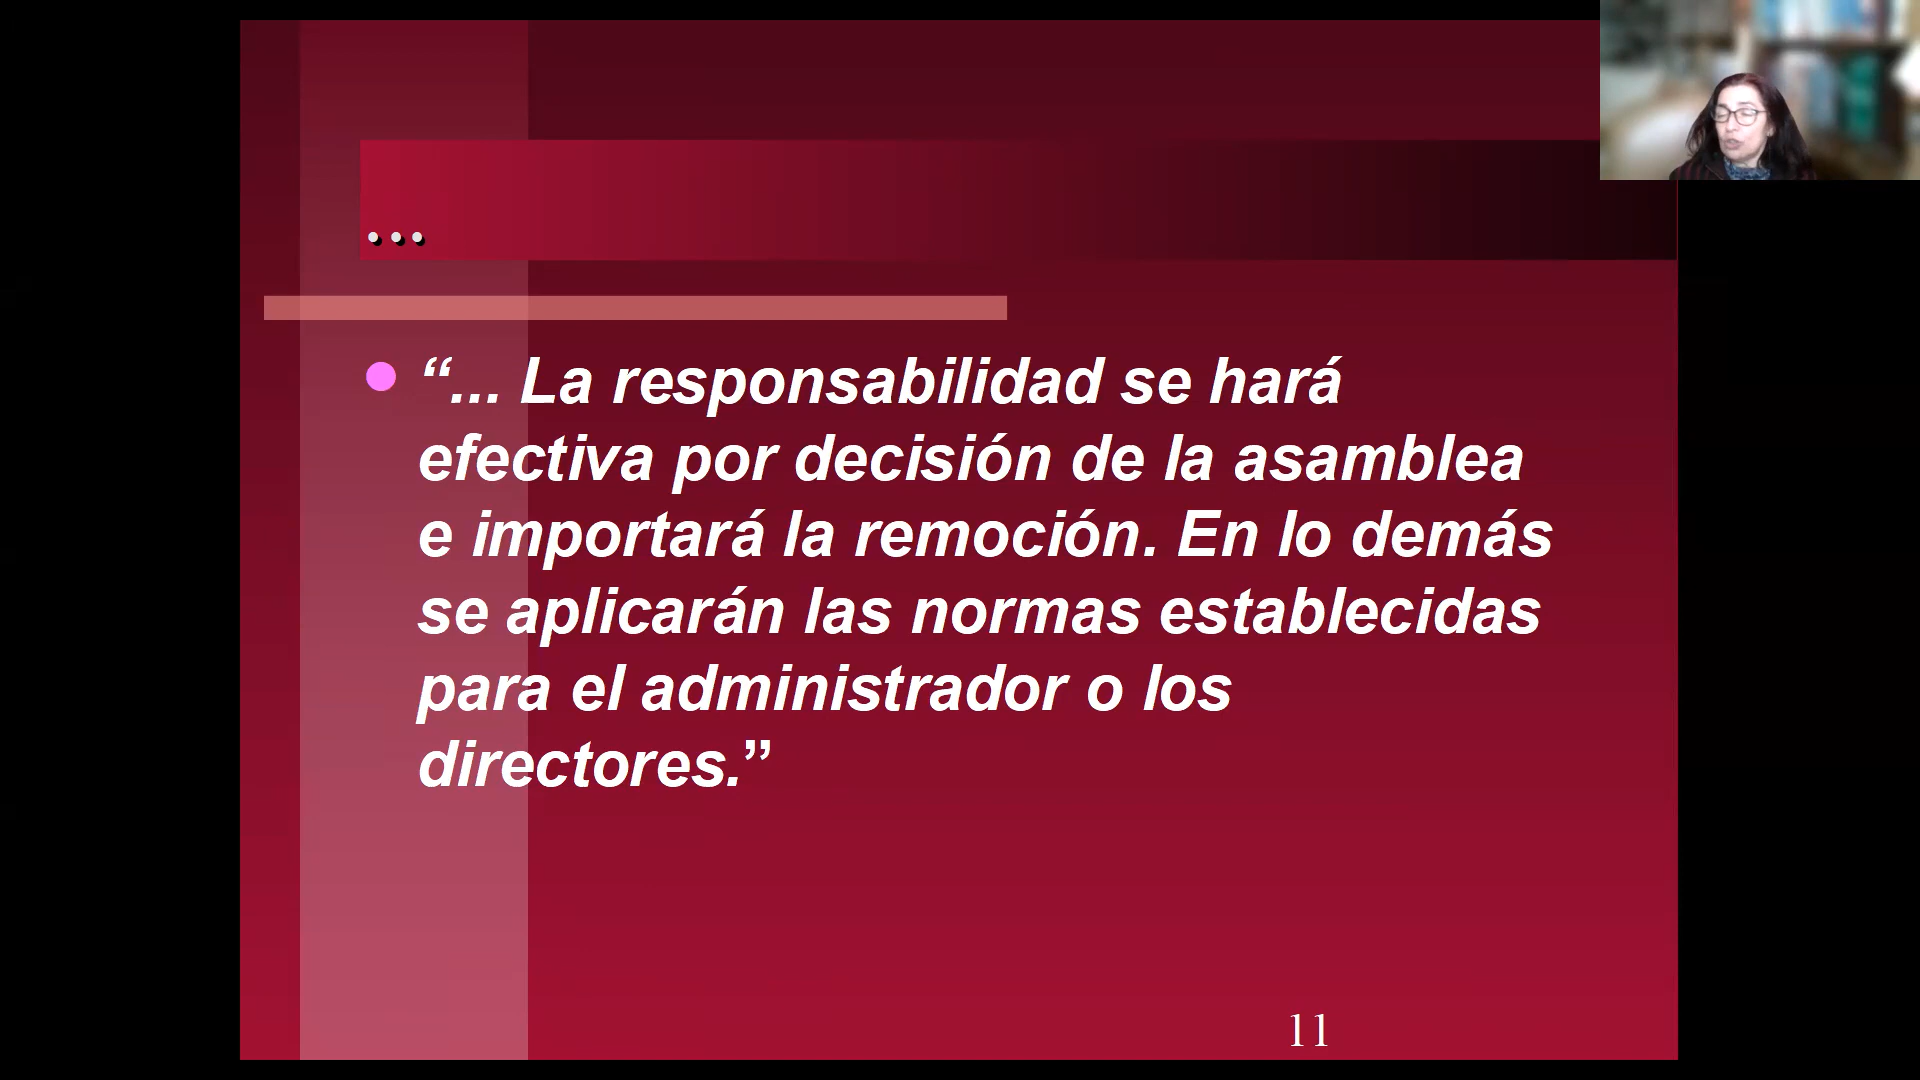 ...
“... La responsabilidad se hará
efectiva por decisión de la asamblea
e importará la remoción. En lo demás
se aplicarán las normas establecidas
para el administrador o los
directores.”
11